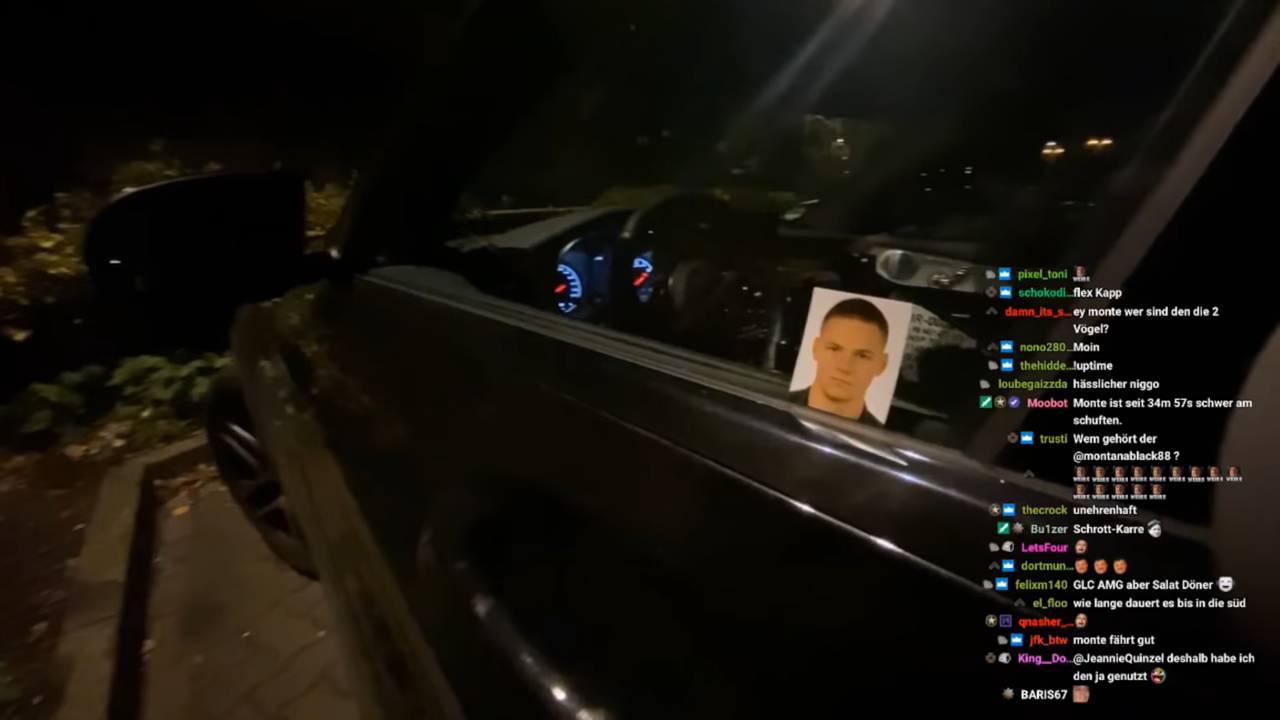 pixel_toni
schokodi... flex Kapp
damn_its_s... ey monte wer sind den die 2
Vögel?
nono280... Moin
thehidde... !uptime
loubegaizzda hässlicher niggo
Moobot Monte ist seit 34m 57s schwer am
schuften.
trusti Wem gehört der
@montanablack88 ?
thecrock unehrenhaft
Bu1zer Schrott-Karre
LetsFour
dortmun...
felixm140 GLC AMG aber Salat Döner
el_floo wie lange dauert es bis in die süd
qnasher_...
jfk_btw monte fährt gut
King__Do... @JeannieQuinzel deshalb habe ich
den ja genutzt
BARIS67